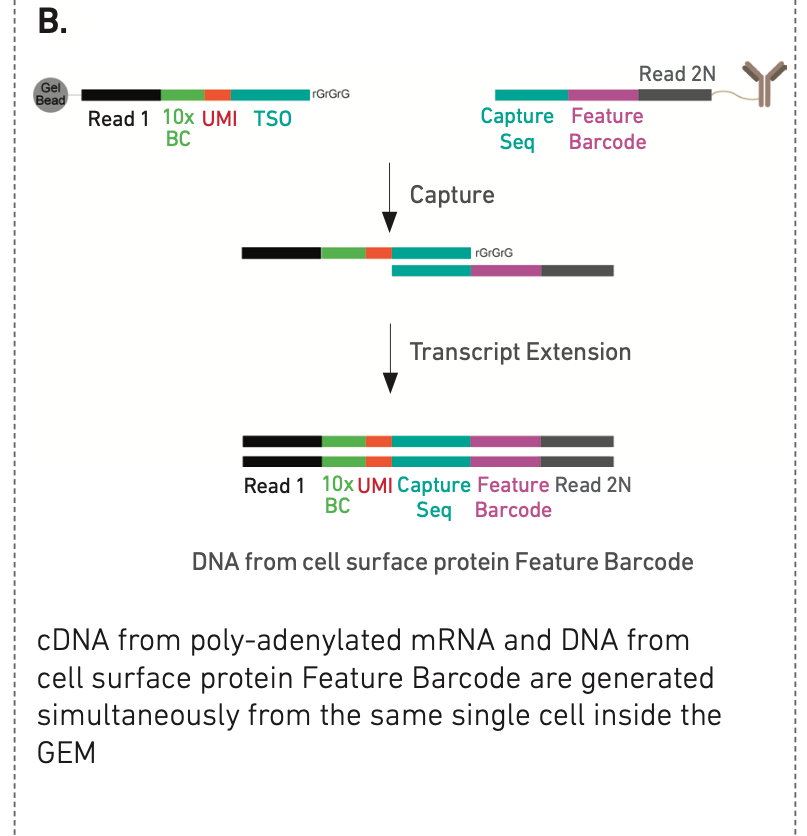 B.
Gel
Bead
rGrGrG
Read 1
10x
BC
UMI
TSO
Read 2N
Capture
Seq
Feature
Barcode
Capture
rGrGrG
Transcript Extension
Read 1
10x
BC
UMI
Capture
Seq
Feature
Barcode
Read 2N
DNA from cell surface protein Feature Barcode
cDNA from poly-adenylated mRNA and DNA from
cell surface protein Feature Barcode are generated
simultaneously from the same single cell inside the
GEM